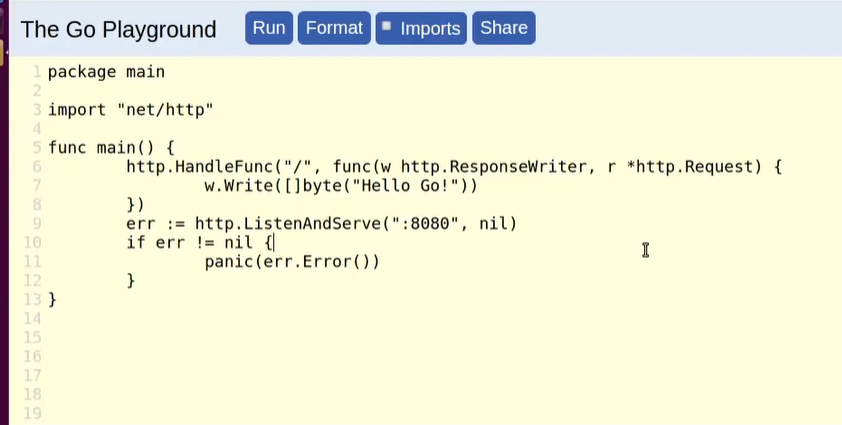 The Go Playground Run Format Imports Share
1 package main
2
3 import "net/http"
4
5 func main() {
6         http.HandleFunc("/", func(w http.ResponseWriter, r *http.Request) {
7                 w.Write([]byte("Hello Go!"))
8         })
9         err := http.ListenAndServe(":8080", nil)
10         if err != nil {
11                 panic(err.Error())
12         }
13 }
14
15
16
17
18
19